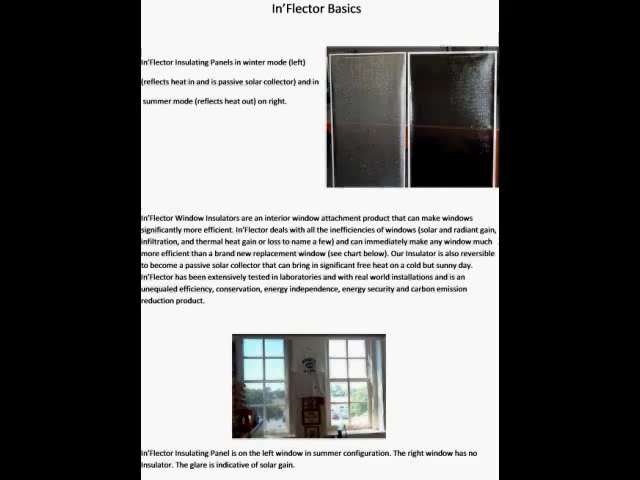 In’Flector Basics
In’Flector Insulating Panels in winter mode (left)
(reflects heat in and is passive solar collector) and in
summer mode (reflects heat out) on right.
In’Flector Window Insulators are an interior window attachment product that can make windows
significantly more efficient. In’Flector deals with all the inefficiencies of windows (solar and radiant gain,
infiltration, and thermal heat gain or loss to name a few) and can immediately make any window much
more efficient than a brand new replacement window (see chart below). Our Insulator is also reversible
to become a passive solar collector that can bring in significant free heat on a cold but sunny day.
In’Flector has been extensively tested in laboratories and with real world installations and is an
unequaled efficiency, conservation, energy independence, energy security and carbon emission
reduction product.
In’Flector Insulating Panel is on the left window in summer configuration. The right window has no
Insulator. The glare is indicative of solar gain.